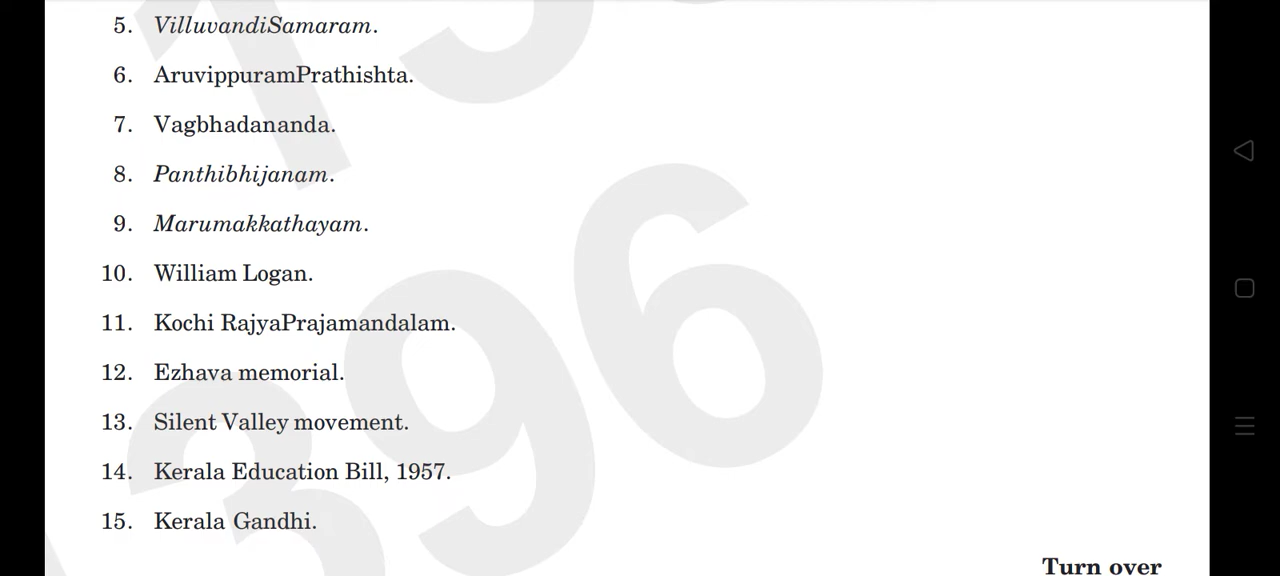 5. VilluvandiSamaram.
6. AruvippuramPrathishta.
7. Vagbhadananda.
8. Panthibhijanam.
9. Marumakkathayam.
10. William Logan.
11. Kochi RajyaPrajamandalam.
12. Ezhava memorial.
13. Silent Valley movement.
14. Kerala Education Bill, 1957.
15. Kerala Gandhi.
Turn over